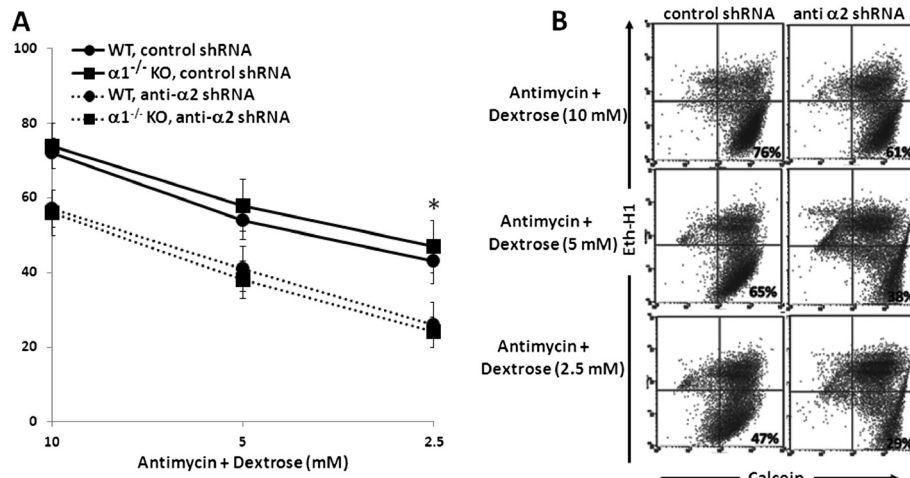 A
100
80
60
40
20
0
WT, control shRNA
α1-/- KO, control shRNA
WT, anti-α2 shRNA
α1-/- KO, anti-α2 shRNA
*
10
5
2.5
Antimycin + Dextrose (mM)
B
control shRNA
anti α2 shRNA
Antimycin +
Dextrose (10 mM)
76%
61%
Antimycin +
Dextrose (5 mM)
65%
38%
Antimycin +
Dextrose (2.5 mM)
47%
29%
Eth-H1
Calcein